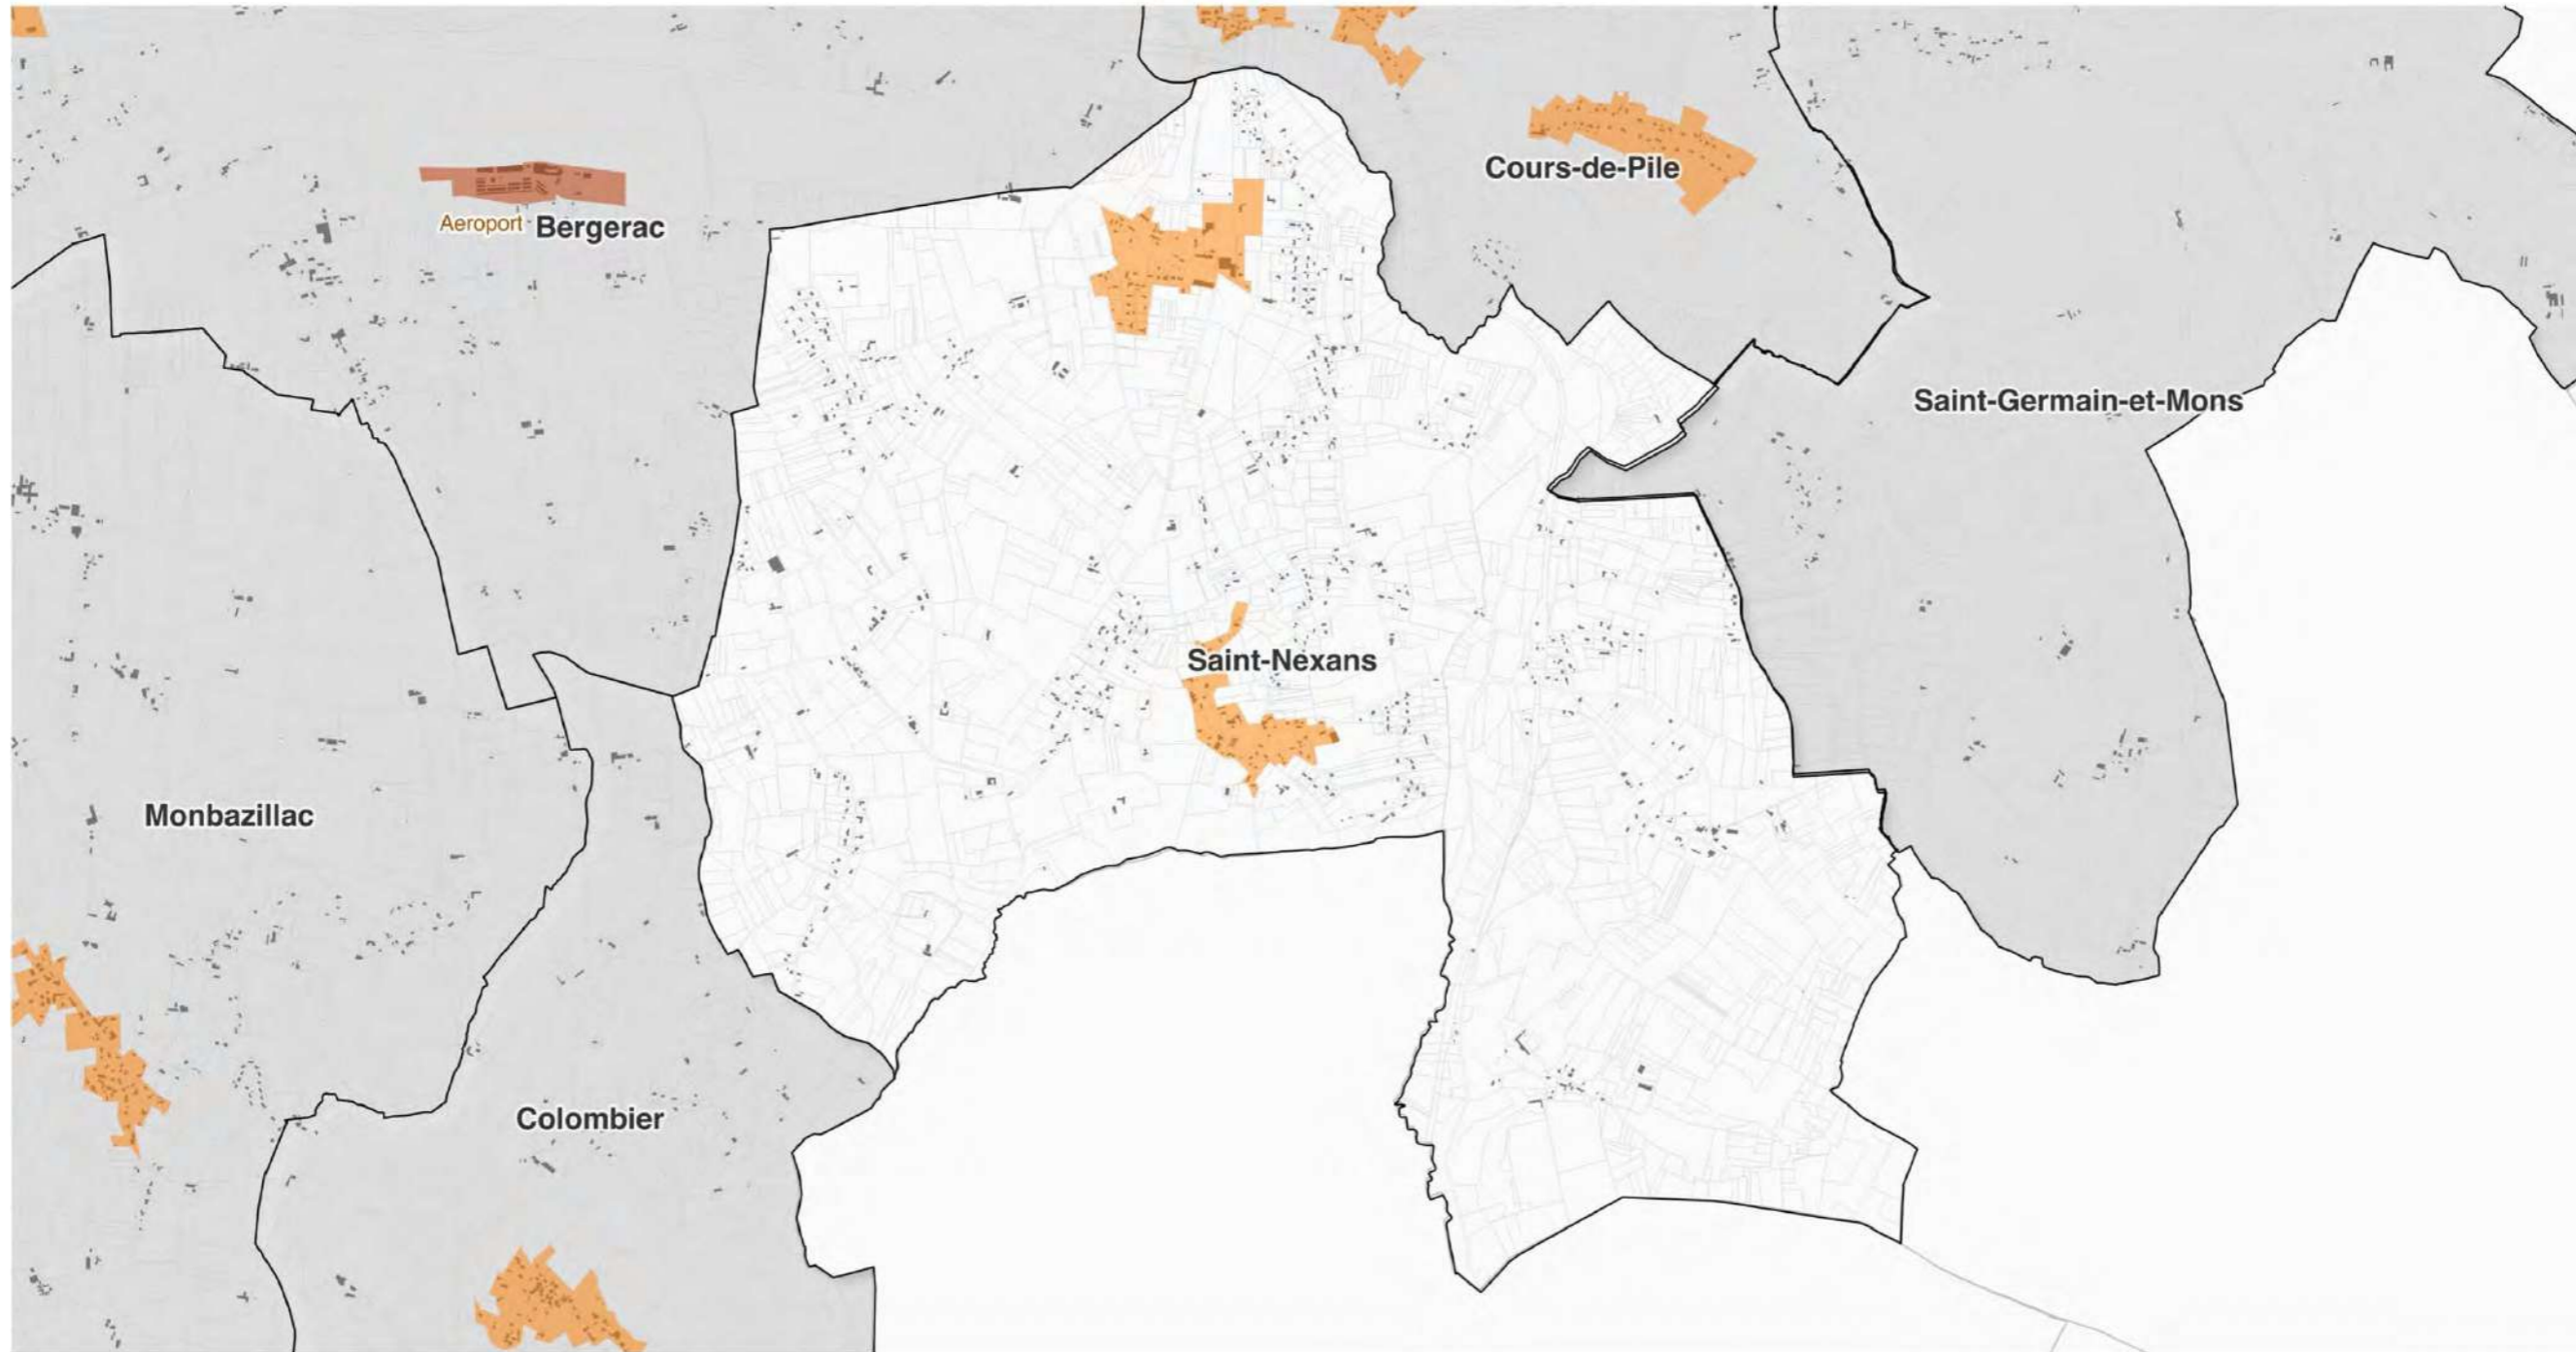 Cours-de-Pile
Aeroport Bergerac
Saint-Germain-et-Mons
Saint-Nexans
Monbazillac
Colombier